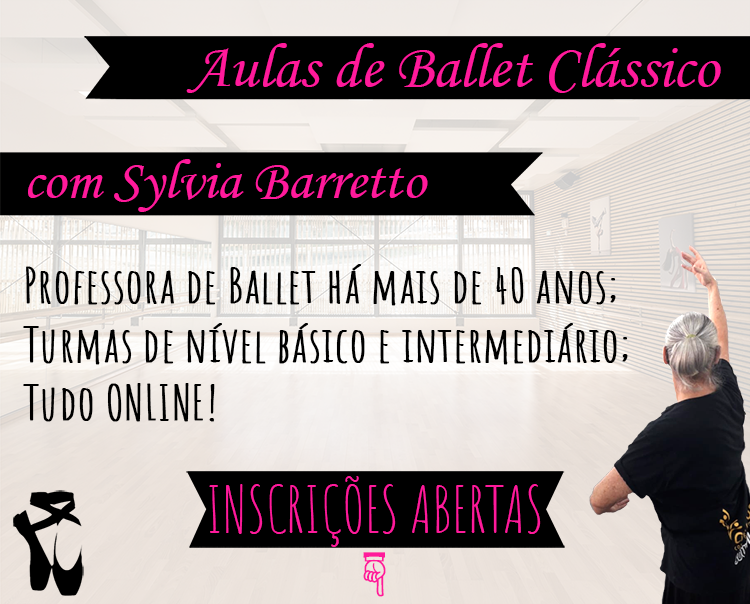 Aulas de Ballet Clássico
com Sylvia Barretto
Professora de Ballet há mais de 40 anos;
Turmas de nível básico e intermediário;
Tudo ONLINE!
INSCRIÇÕES ABERTAS